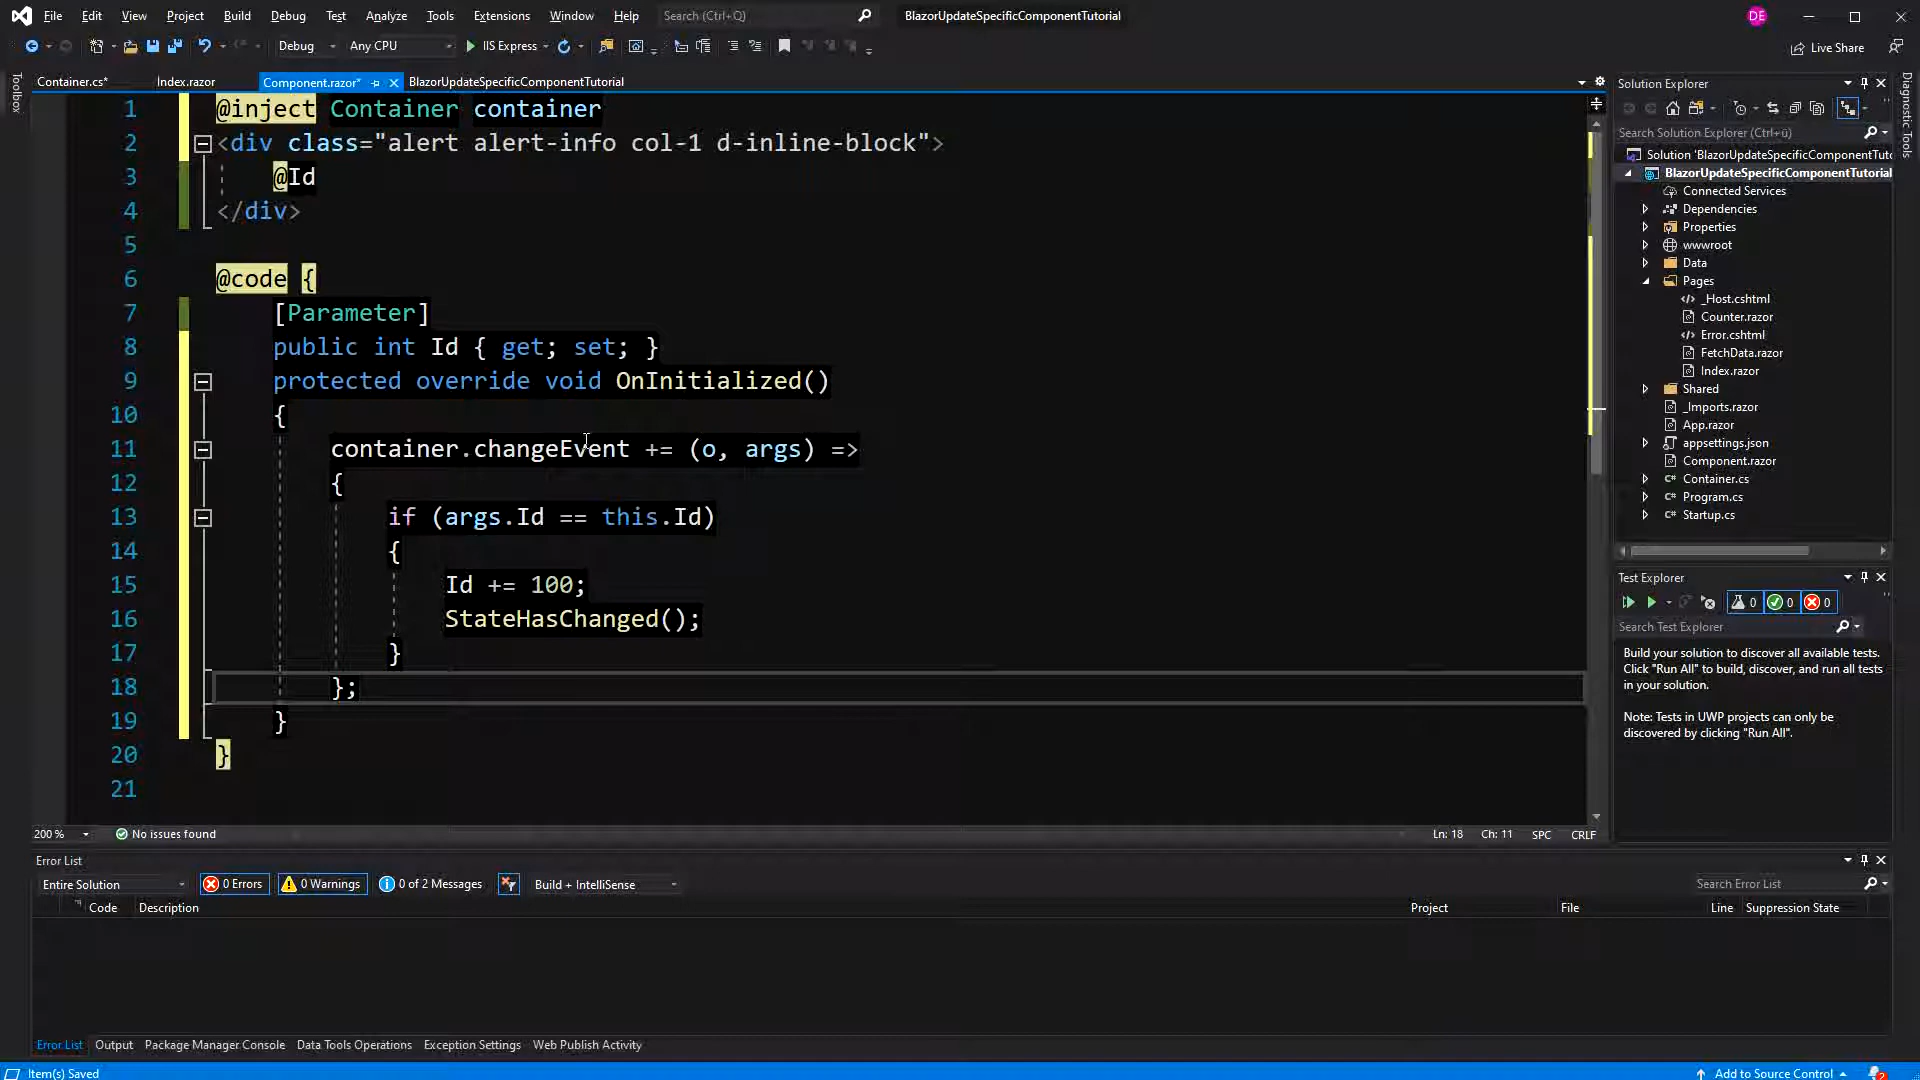 File Edit View Project Build Debug Test Analyze Tools Extensions Window Help Search (Ctrl+Q) BlazorUpdateSpecificComponentTutorial DE
Debug Any CPU IIS Express Live Share
Toolbox
Container.cs* Index.razor Component.razor* BlazorUpdateSpecificComponentTutorial
1 @inject Container container
2 <div class="alert alert-info col-1 d-inline-block">
3 @Id
4 </div>
5
6 @code {
7 [Parameter]
8 public int Id { get; set; }
9 protected override void OnInitialized()
10 {
11 container.changeEvent += (o, args) =>
12 {
13 if (args.Id == this.Id)
14 {
15 Id += 100;
16 StateHasChanged();
17 }
18 };
19 }
20 }
21
200 % No issues found Ln: 18 Ch: 11 SPC CRLF
Solution Explorer
Search Solution Explorer (Ctrl+ü)
Solution 'BlazorUpdateSpecificComponentTuto
BlazorUpdateSpecificComponentTutorial
Connected Services
Dependencies
Properties
wwwroot
Data
Pages
_Host.cshtml
Counter.razor
Error.cshtml
FetchData.razor
Index.razor
Shared
_Imports.razor
App.razor
appsettings.json
Component.razor
Container.cs
Program.cs
Startup.cs
Diagnostic Tools
Test Explorer
0 0 0
Search Test Explorer
Build your solution to discover all available tests.
Click "Run All" to build, discover, and run all tests
in your solution.
Note: Tests in UWP projects can only be
discovered by clicking "Run All".
Error List
Entire Solution 0 Errors 0 Warnings 0 of 2 Messages Build + IntelliSense Search Error List
Code Description Project File Line Suppression State
Error List Output Package Manager Console Data Tools Operations Exception Settings Web Publish Activity
Item(s) Saved Add to Source Control 2